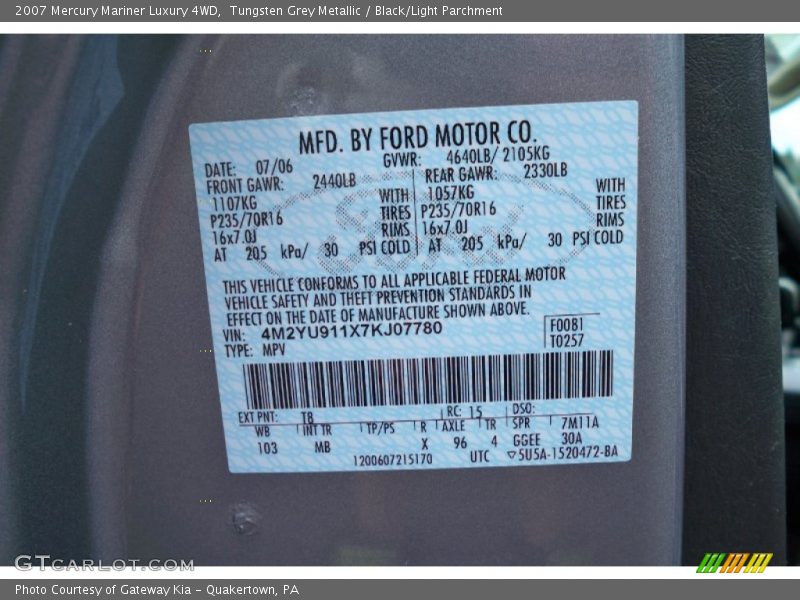 2007 Mercury Mariner Luxury 4WD,  Tungsten Grey Metallic / Black/Light Parchment
MFD. BY FORD MOTOR CO.
DATE: 07/06 GVWR: 4640LB/ 2105KG
FRONT GAWR: 2440LB REAR GAWR: 2330LB
1107KG WITH 1057KG WITH
P235/70R16 TIRES P235/70R16 TIRES
16x7.0J RIMS 16x7.0J RIMS
AT 205 kPa/ 30 PSI COLD AT 205 kPa/ 30 PSI COLD
THIS VEHICLE CONFORMS TO ALL APPLICABLE FEDERAL MOTOR
VEHICLE SAFETY AND THEFT PREVENTION STANDARDS IN
EFFECT ON THE DATE OF MANUFACTURE SHOWN ABOVE.
VIN: 4M2YU911X7KJ07780 F0081
TYPE: MPV T0257
EXT PNT: TB RC: 15 DSO:
WB INT TR TP/PS R AXLE TR SPR 7M11A
103 MB X 96 4 GGEE 30A
1200607215170 UTC ▽5U5A-1520472-BA
GTCARLOT.COM
Photo Courtesy of Gateway Kia - Quakertown, PA